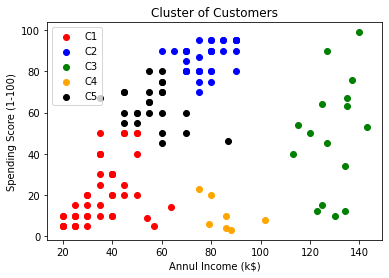 Cluster of Customers
C1
C2
C3
C4
C5
Spending Score (1-100)
100
80
60
40
20
0
20
40
60
80
100
120
140
Annul Income (k$)